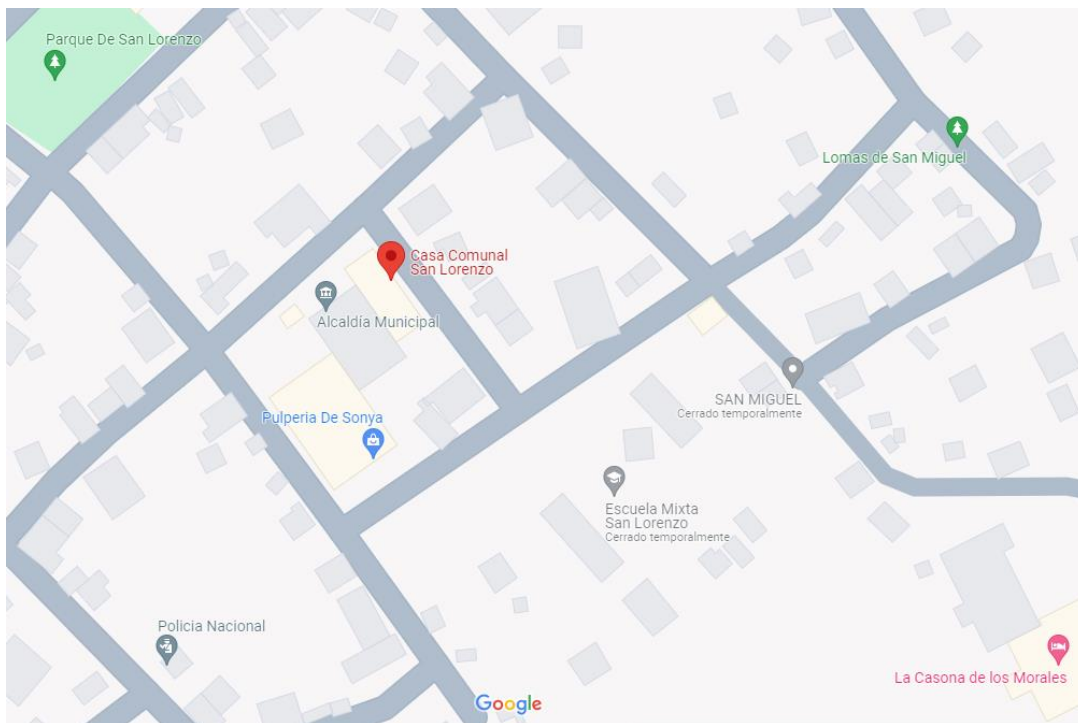 Parque De San Lorenzo
Lomas de San Miguel
Casa Comunal
San Lorenzo
Alcaldía Municipal
SAN MIGUEL
Cerrado temporalmente
Pulperia De Sonya
Escuela Mixta
San Lorenzo
Cerrado temporalmente
Policia Nacional
La Casona de los Morales
Google